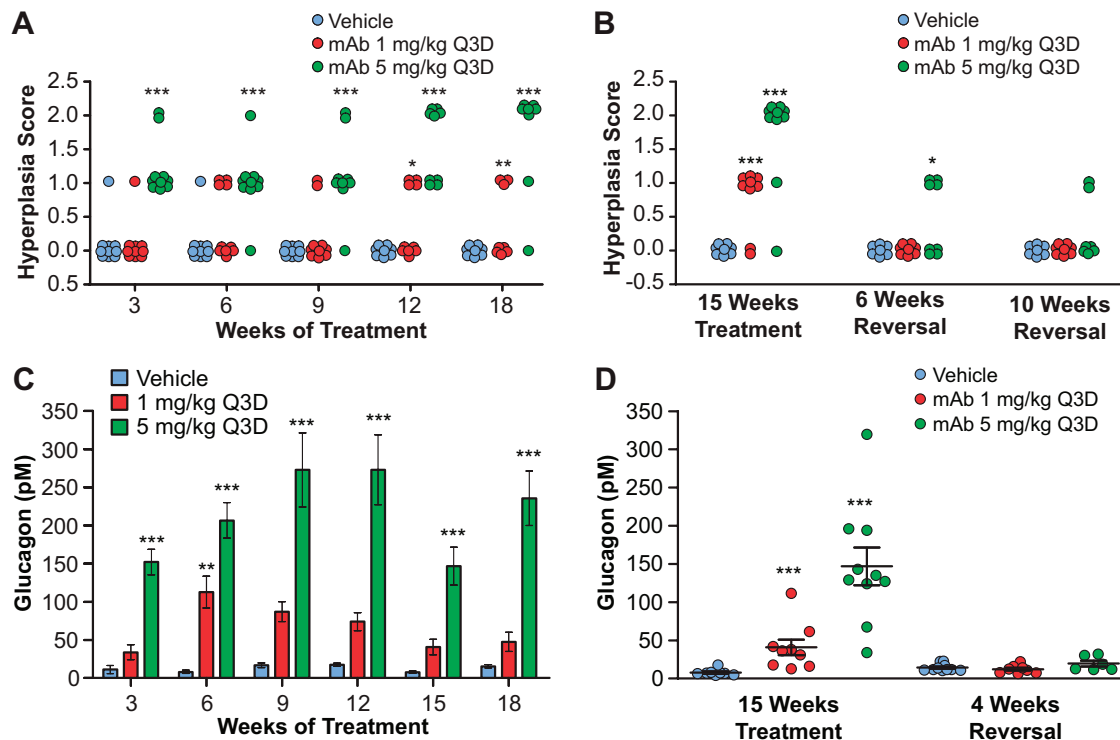 A
Vehicle
mAb 1 mg/kg Q3D
mAb 5 mg/kg Q3D
Hyperplasia Score
2.5
2.0
1.5
1.0
0.5
0.0
0.5
*** *** *** *** ***
* **
3 6 9 12 18
Weeks of Treatment
B
Vehicle
mAb 1 mg/kg Q3D
mAb 5 mg/kg Q3D
Hyperplasia Score
2.5
2.0
1.5
1.0
0.5
0.0
-0.5
***
*** *
15 Weeks
Treatment
6 Weeks
Reversal
10 Weeks
Reversal
C
Vehicle
1 mg/kg Q3D
5 mg/kg Q3D
Glucagon (pM)
350
300
250
200
150
100
50
0
*** ** *** *** *** *** ***
3 6 9 12 15 18
Weeks of Treatment
D
Vehicle
mAb 1 mg/kg Q3D
mAb 5 mg/kg Q3D
Glucagon (pM)
350
300
250
200
150
100
50
0
*** ***
15 Weeks
Treatment
4 Weeks
Reversal